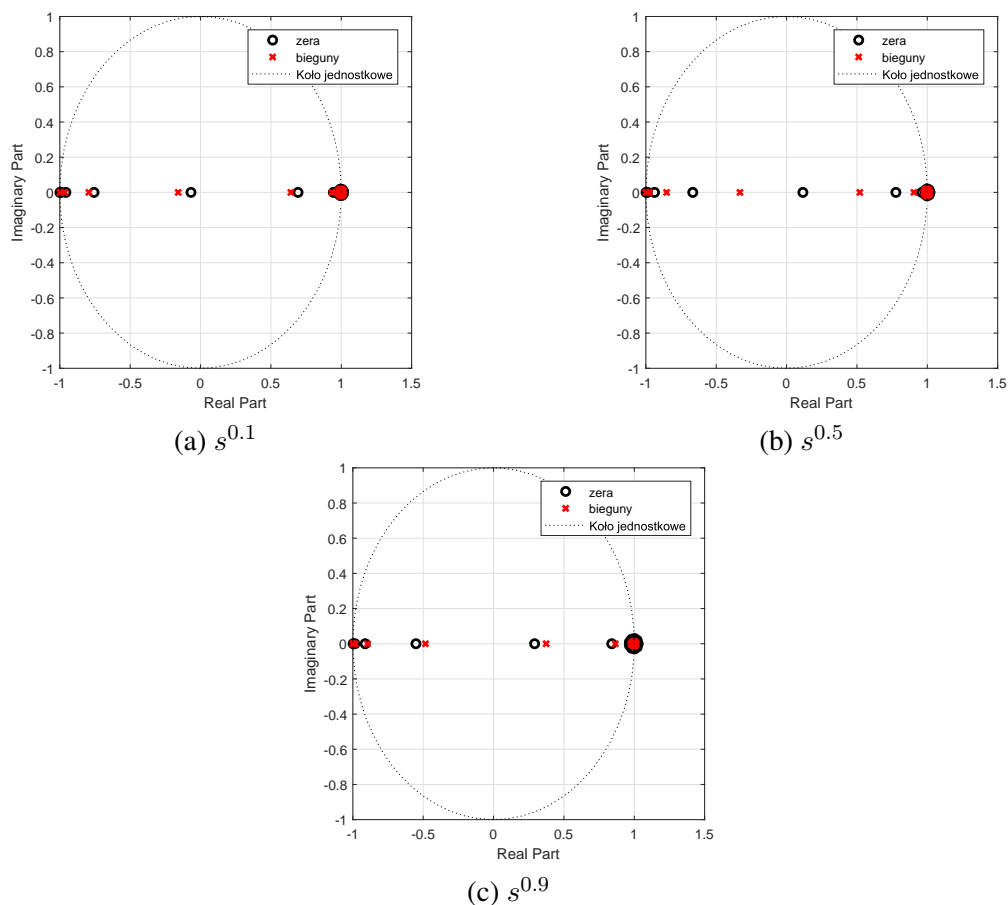 1
0.8
0.6
0.4
0.2
0
-0.2
-0.4
-0.6
-0.8
-1
Imaginary Part
zera
bieguny
Koło jednostkowe
-1 -0.5 0 0.5 1 1.5
Real Part
(a) s^0.1
1
0.8
0.6
0.4
0.2
0
-0.2
-0.4
-0.6
-0.8
-1
Imaginary Part
zera
bieguny
Koło jednostkowe
-1 -0.5 0 0.5 1 1.5
Real Part
(b) s^0.5
1
0.8
0.6
0.4
0.2
0
-0.2
-0.4
-0.6
-0.8
-1
Imaginary Part
zera
bieguny
Koło jednostkowe
-1 -0.5 0 0.5 1 1.5
Real Part
(c) s^0.9